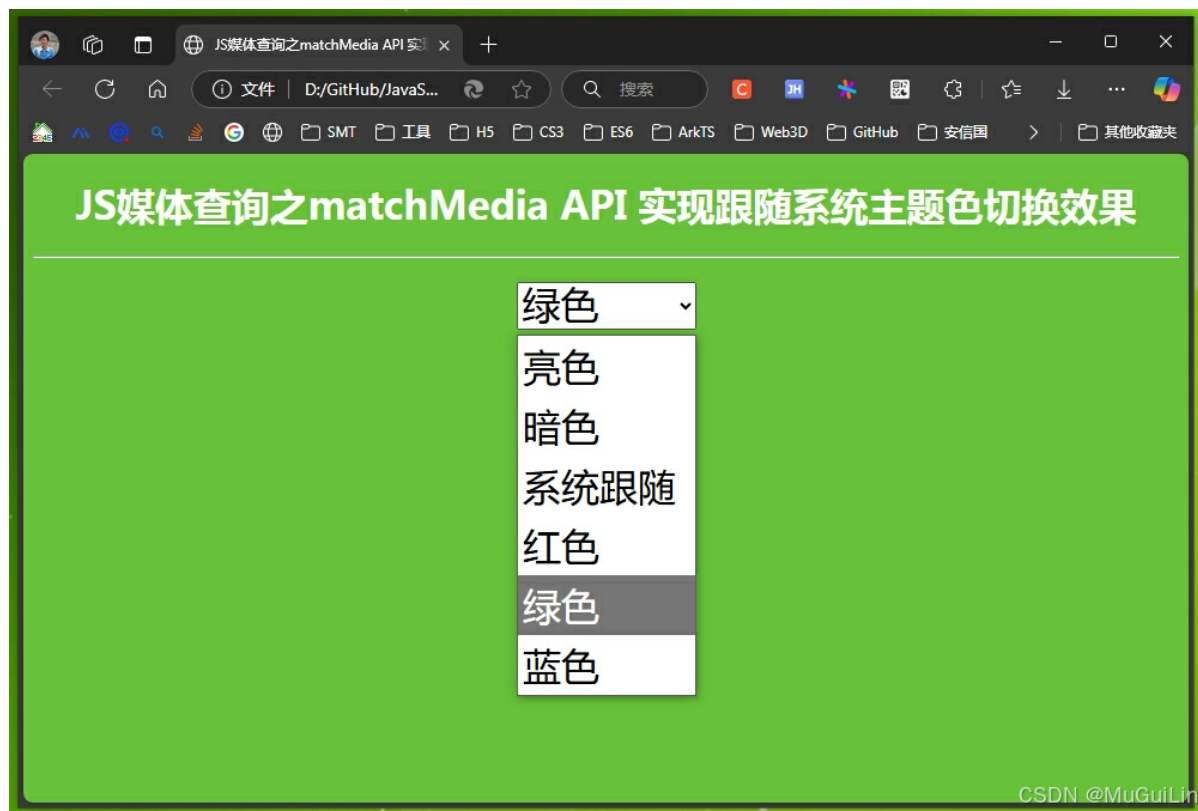 JS媒体查询之matchMedia API 实
文件 D:/GitHub/JavaS... 搜索
SMT 工具 H5 CSS3 ES6 ArkTS Web3D GitHub 安信国 其他收藏夹
JS媒体查询之matchMedia API 实现跟随系统主题色切换效果
绿色
亮色
暗色
系统跟随
红色
绿色
蓝色
CSDN @MuGuiLin